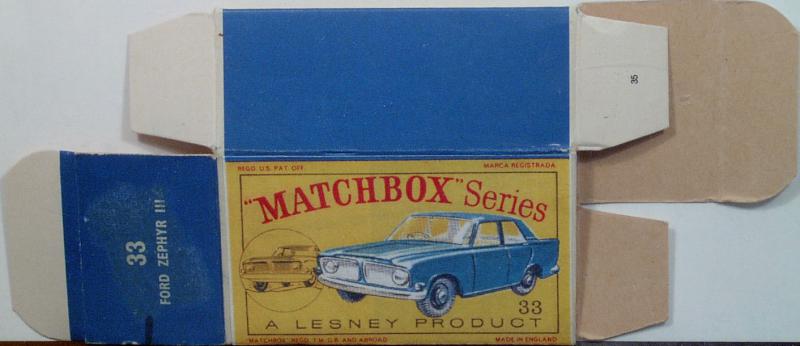 35
REGD. U.S. PAT. OFF. MARCA REGISTRADA
"MATCHBOX" Series
33
A LESNEY PRODUCT
"MATCHBOX" REGD. T.M. G.B. AND ABROAD MADE IN ENGLAND
33
FORD ZEPHYR III